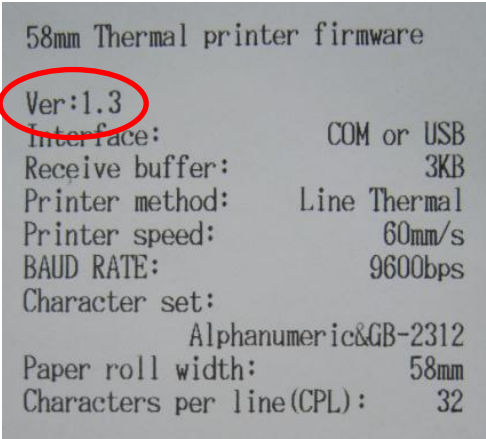 58mm Thermal printer firmware
Ver:1.3
Interface: COM or USB
Receive buffer: 3KB
Printer method: Line Thermal
Printer speed: 60mm/s
BAUD RATE: 9600bps
Character set:
Alphanumeric&GB-2312
Paper roll width: 58mm
Characters per line(CPL): 32